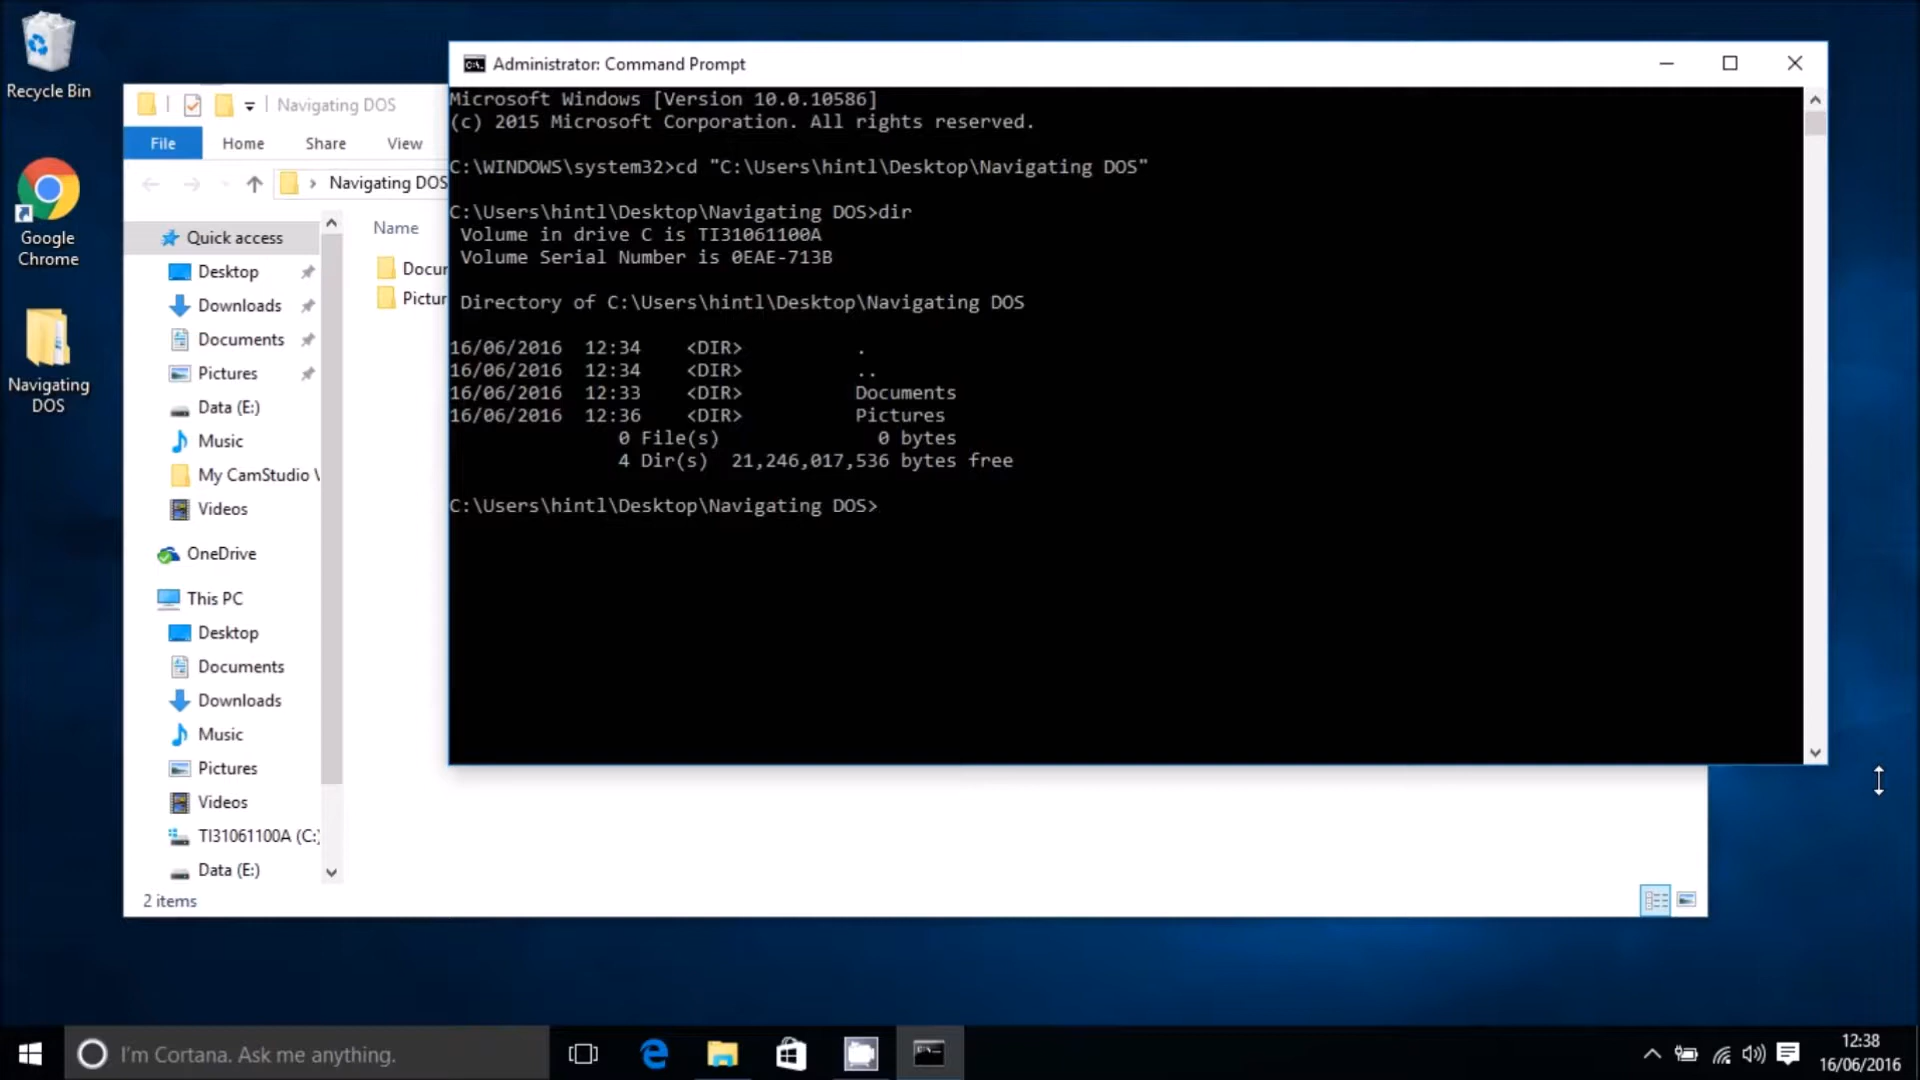 Recycle Bin
Google
Chrome
Navigating
DOS
Navigating DOS
File Home Share View
Navigating DOS
Quick access
Desktop
Downloads
Documents
Pictures
Data (E:)
Music
My CamStudio
Videos
OneDrive
This PC
Desktop
Documents
Downloads
Music
Pictures
Videos
TI31061100A (C:)
Data (E:)
2 items
Name
Docur
Pictur
Administrator: Command Prompt
Microsoft Windows [Version 10.0.10586]
(c) 2015 Microsoft Corporation. All rights reserved.
C:\WINDOWS\system32>cd "C:\Users\hintl\Desktop\Navigating DOS"
C:\Users\hintl\Desktop\Navigating DOS>dir
Volume in drive C is TI31061100A
Volume Serial Number is 0EAE-713B
Directory of C:\Users\hintl\Desktop\Navigating DOS
16/06/2016 12:34 <DIR> .
16/06/2016 12:34 <DIR> ..
16/06/2016 12:33 <DIR> Documents
16/06/2016 12:36 <DIR> Pictures
0 File(s) 0 bytes
4 Dir(s) 21,246,017,536 bytes free
C:\Users\hintl\Desktop\Navigating DOS>
I'm Cortana. Ask me anything.
12:38
16/06/2016